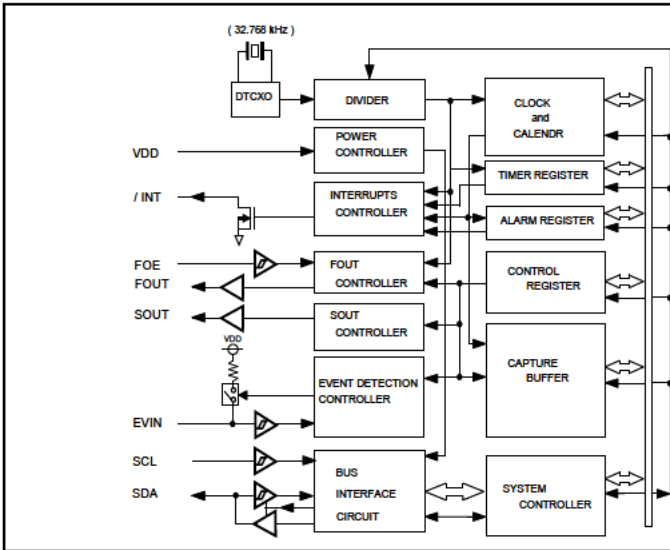 ( 32.768 kHz )
DTCXO
DIVIDER
CLOCK
and
CALENDR
POWER
CONTROLLER
VDD
TIMER REGISTER
/ INT
INTERRUPTS
CONTROLLER
ALARM REGISTER
FOE
FOUT
FOUT
CONTROLLER
CONTROL
REGISTER
SOUT
SOUT
CONTROLLER
VDD
CAPTURE
BUFFER
EVENT DETECTION
CONTROLLER
EVIN
SCL
SDA
BUS
INTERFACE
CIRCUIT
SYSTEM
CONTROLLER